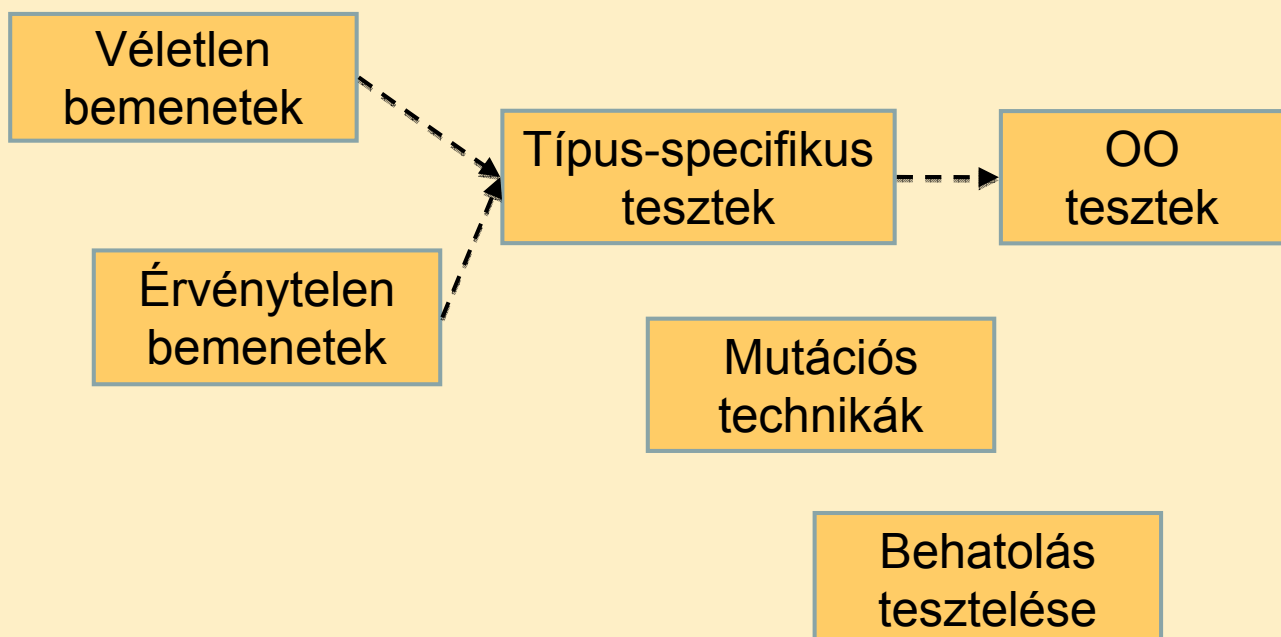 Véletlen
bemenetek
Típus-specifikus
tesztek
OO
tesztek
Érvénytelen
bemenetek
Mutációs
technikák
Behatolás
tesztelése